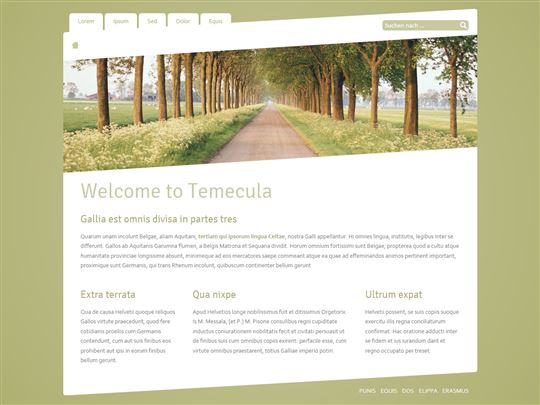 Lorem Ipsum Sed Dolor Equis
Suchen nach ...
Welcome to Temecula
Gallia est omnis divisa in partes tres
Quarum unam incolunt Belgae, aliam Aquitani, tertiam qui ipsorum lingua Celtae, nostra Galli appellantur. Hi omnes lingua, institutis, legibus inter se
differunt. Gallos ab Aquitanis Garumna flumen, a Belgis Matrona et Sequana dividit. Horum omnium fortissimi sunt Belgae, propterea quod a cultu atque
humanitate provinciae longissime absunt, minimeque ad eos mercatores saepe commeant atque ea quae ad effeminandos animos pertinent important,
proximique sunt Germanis, qui trans Rhenum incolunt, quibuscum continenter bellum gerunt.
Extra terrata
Qua de causa Helvetii quoque reliquos
Gallos virtute praecedunt, quod fere
cotidianis proeliis cum Germanis
contendunt, cum aut suis finibus eos
prohibent aut ipsi in eorum finibus
bellum gerunt.
Qua nixpe
Apud Helvetios longe nobilissimus fuit et ditissimus Orgetorix.
Is M. Messala, [et P.] M. Pisone consulibus regni cupiditate
inductus coniurationem nobilitatis fecit et civitati persuasit ut
de finibus suis cum omnibus copiis exirent: perfacile esse, cum
virtute omnibus praestarent, totius Galliae imperio potiri.
Ultrum expat
Helvetii possent, se suis copiis suoque
exercitu illis regna conciliaturum
confirmat. Hac oratione adducti inter
se fidem et ius iurandum dant et
regno occupato per treset.
PUNIS EQUIS DOS ELIPPA ERASMUS